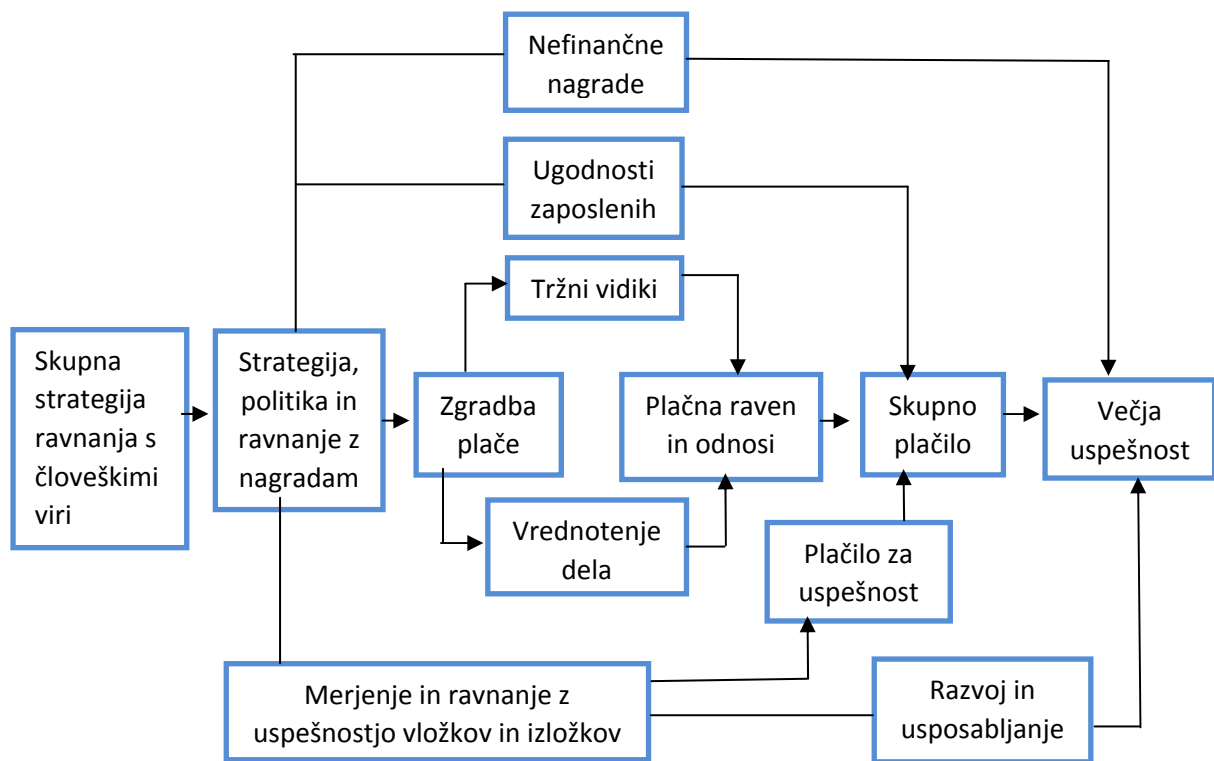 Nefinančne
nagrade
Ugodnosti
zaposlenih
Tržni vidiki
Skupna
strategija
ravnanja s
človeškimi
viri
Strategija,
politika in
ravnanje z
nagradam
Zgradba
plače
Plačna raven
in odnosi
Skupno
plačilo
Večja
uspešnost
Vrednotenje
dela
Plačilo za
uspešnost
Merjenje in ravnanje z
uspešnostjo vložkov in izložkov
Razvoj in
usposabljanje